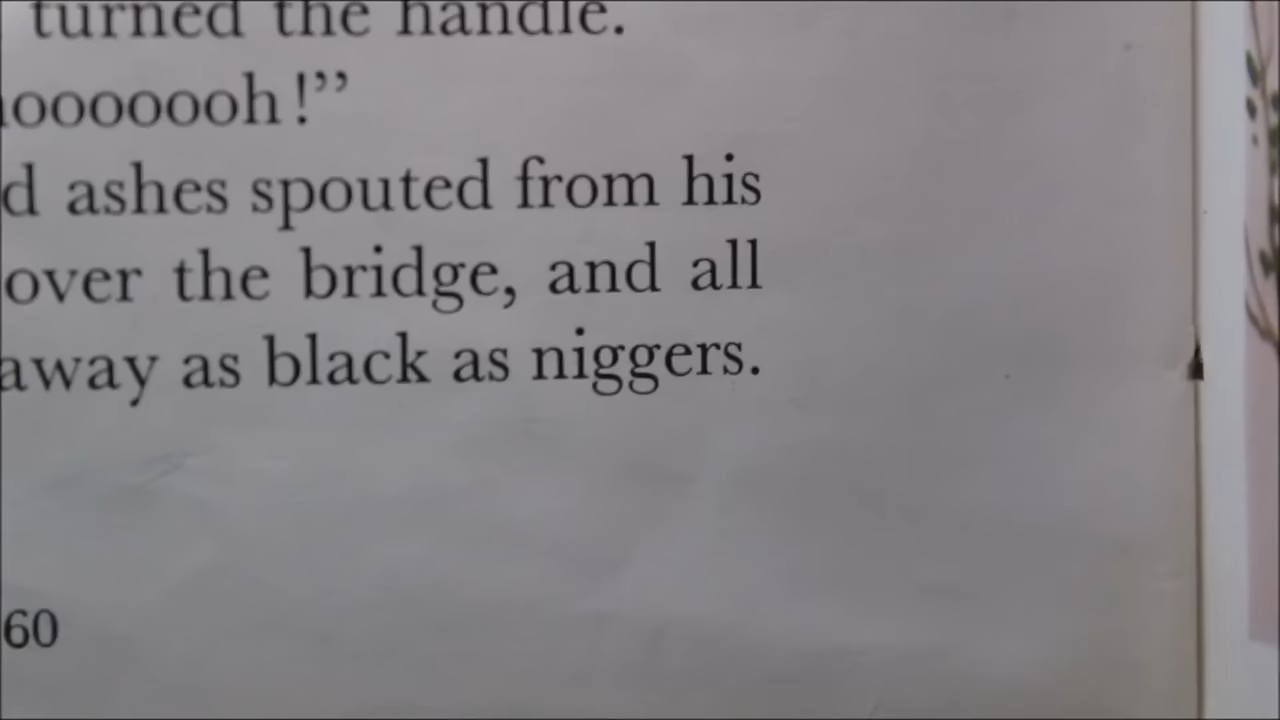 turned the handle.
ooooooh!”
d ashes spouted from his
over the bridge, and all
away as black as niggers.
60